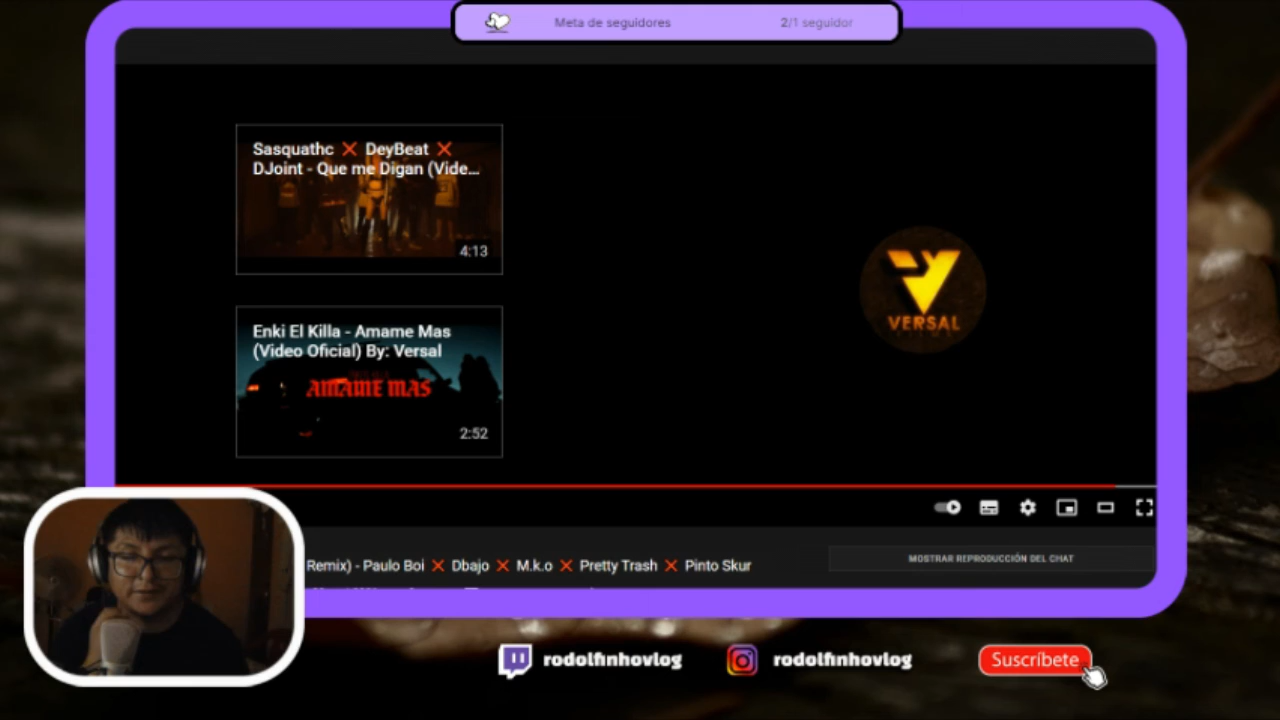 Meta de seguidores 2/1 seguidor
Sasquathc ❌ DeyBeat ❌
DJoint - Que me Digan (Vide...
4:13
Enki El Killa - Amame Mas
(Video Oficial) By: Versal
AMAME MAS
2:52
VERSAL
Remix) - Paulo Boi ❌ Dbajo ❌ M.k.o ❌ Pretty Trash ❌ Pinto Skur
MOSTRAR REPRODUCCIÓN DEL CHAT
rodolfinhovlog
rodolfinhovlog
Suscríbete